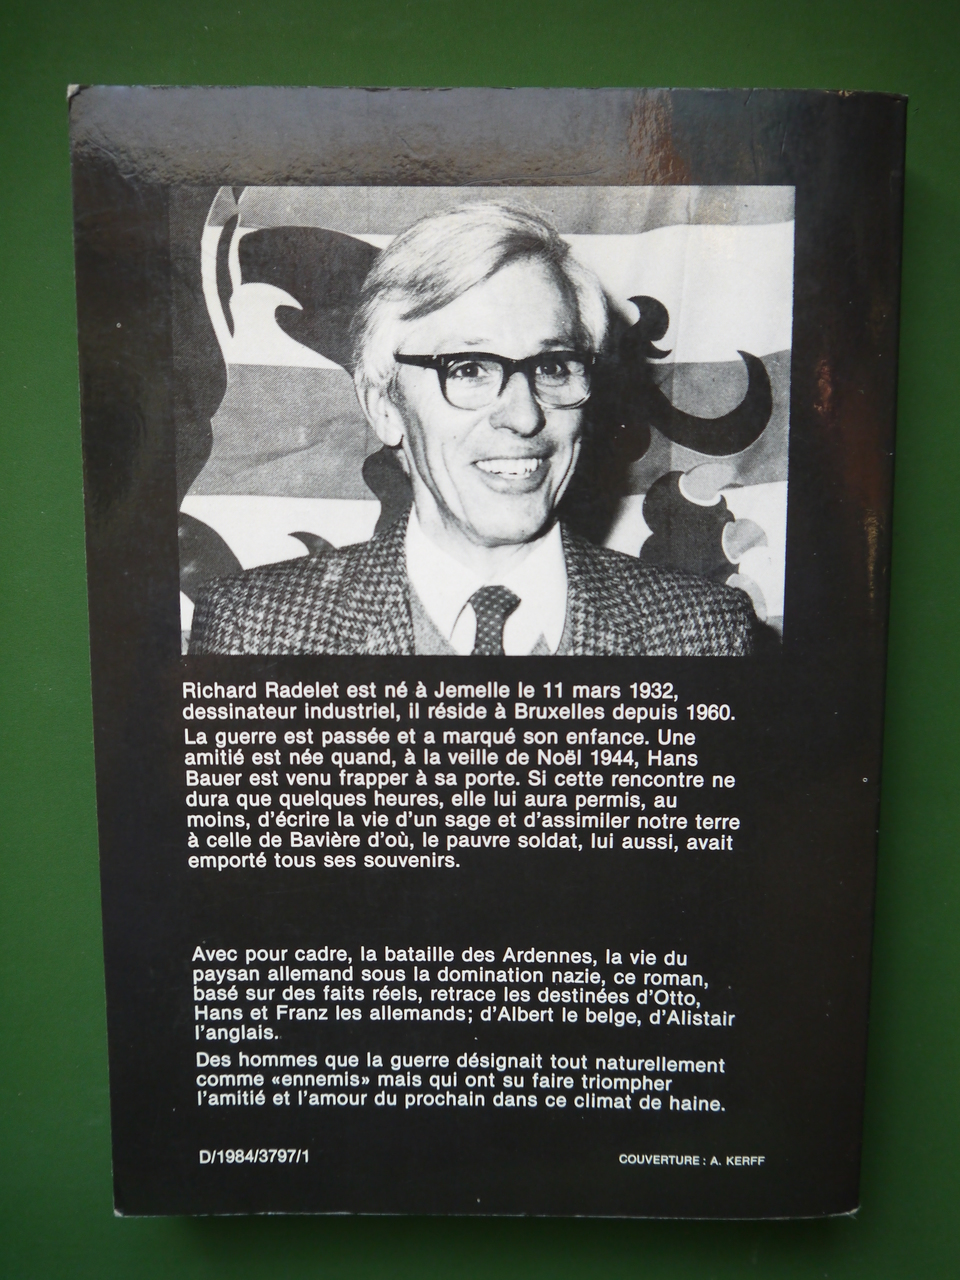 Richard Radelet est né à Jemelle le 11 mars 1932,
dessinateur industriel, il réside à Bruxelles depuis 1960.
La guerre est passée et a marqué son enfance. Une
amitié est née quand, à la veille de Noël 1944, Hans
Bauer est venu frapper à sa porte. Si cette rencontre ne
dura que quelques heures, elle lui aura permis, au
moins, d'écrire la vie d'un sage et d'assimiler notre terre
à celle de Bavière d'où, le pauvre soldat, lui aussi, avait
emporté tous ses souvenirs.
Avec pour cadre, la bataille des Ardennes, la vie du
paysan allemand sous la domination nazie, ce roman,
basé sur des faits réels, retrace les destinées d'Otto,
Hans et Franz les allemands; d'Albert le belge, d'Alistair
l'anglais.
Des hommes que la guerre désignait tout naturellement
comme «ennemis» mais qui ont su faire triompher
l'amitié et l'amour du prochain dans ce climat de haine.
D/1984/3797/1
COUVERTURE : A. KERFF